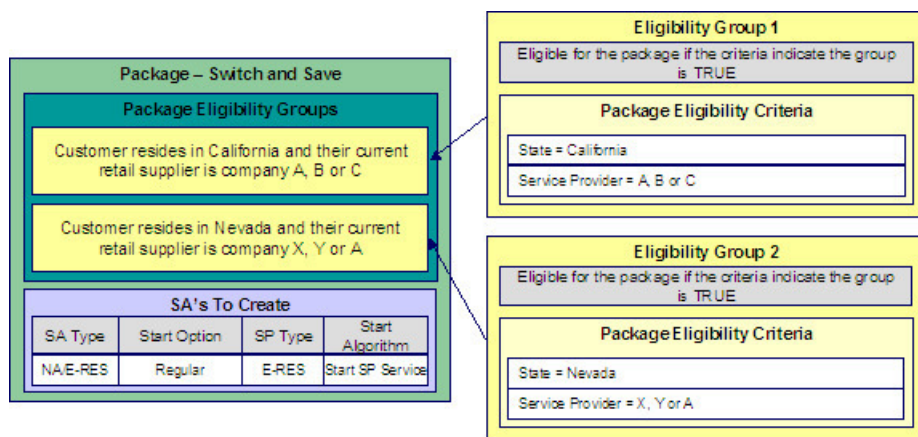 Package – Switch and Save
Package Eligibility Groups
Customer resides in California and their current
retail supplier is company A, B or C
Customer resides in Nevada and their current
retail supplier is company X, Y or A
SA's To Create
SA Type
Start Option
SP Type
Start
Algorithm
NA/E-RES
Regular
E-RES
Start SP Service
Eligibility Group 1
Eligible for the package if the criteria indicate the group
is TRUE
Package Eligibility Criteria
State = California
Service Provider = A, B or C
Eligibility Group 2
Eligible for the package if the criteria indicate the group
is TRUE
Package Eligibility Criteria
State = Nevada
Service Provider = X, Y or A